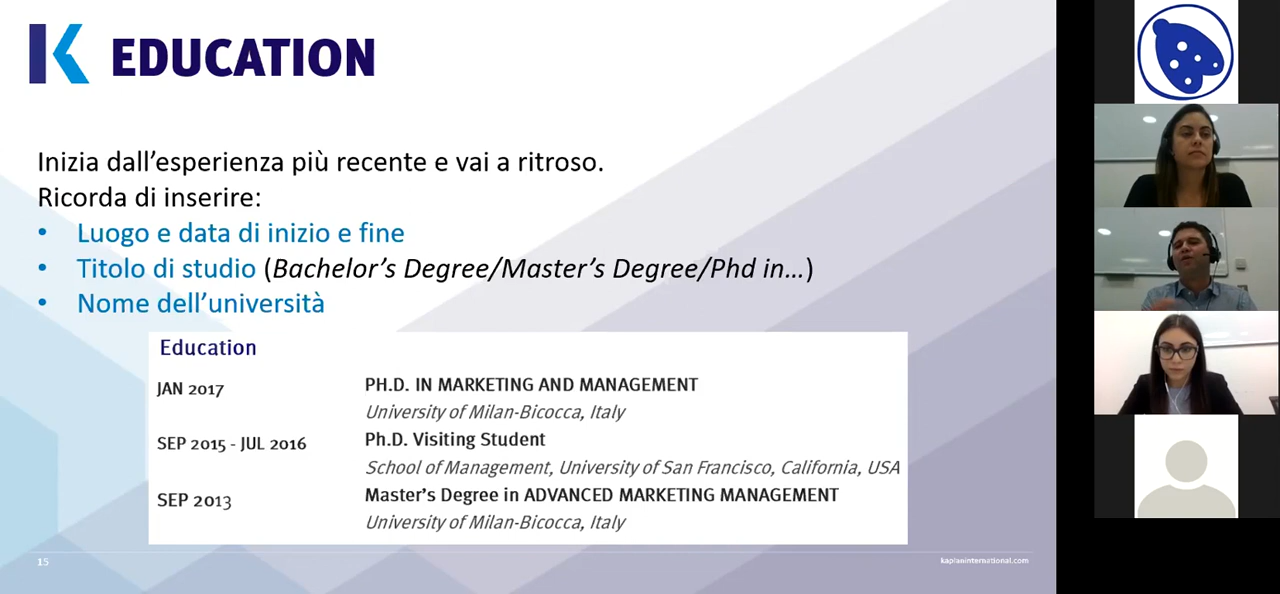 K EDUCATION
Inizia dall’esperienza più recente e vai a ritroso.
Ricorda di inserire:
• Luogo e data di inizio e fine
• Titolo di studio (Bachelor’s Degree/Master’s Degree/Phd in…)
• Nome dell’università
Education
JAN 2017 PH.D. IN MARKETING AND MANAGEMENT
University of Milan-Bicocca, Italy
SEP 2015 - JUL 2016 Ph.D. Visiting Student
School of Management, University of San Francisco, California, USA
SEP 2013 Master’s Degree in ADVANCED MARKETING MANAGEMENT
University of Milan-Bicocca, Italy
15 kaplaninternational.com